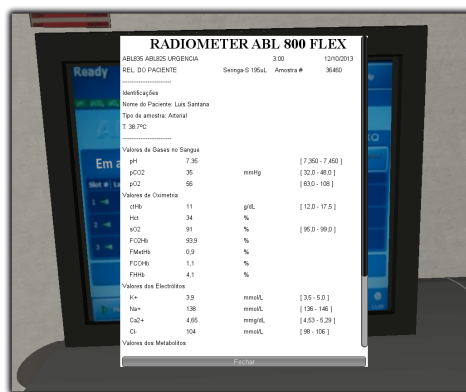 RADIOMETER ABL 800 FLEX
ABL835 ABL825 URGENCIA 3.00 12/10/2013
REL. DO PACIENTE Seringa-S 195uL Amostra # 36460
-------------------------
Identificações
Nome do Paciente: Luis Santana
Tipo de amostra: Arterial
T: 38.7ºC
-------------------------
Valores de Gases no Sangue
pH 7.35 [ 7,350 - 7,450 ]
pCO2 35 mmHg [ 32,0 - 48,0 ]
pO2 56 [ 83,0 - 108 ]
Valores de Oximetria
ctHb 11 g/dL [ 12,0 - 17,5 ]
Hct 34 %
sO2 91 % [ 95,0 - 99,0 ]
FO2Hb 93,9 %
FMetHb 0,9 %
FCOHb 1,1 %
FHHb 4,1 %
Valores dos Electrólitos
K+ 3,9 mmol/L [ 3,5 - 5,0 ]
Na+ 138 mmol/L [ 136 - 146 ]
Ca2+ 4,65 mmg/dL [ 4,53 - 5,29 ]
Cl- 104 mmol/L [ 98 - 106 ]
Valores dos Metabolitos
Fechar
Ready
Em a
Slot #
1
2
3